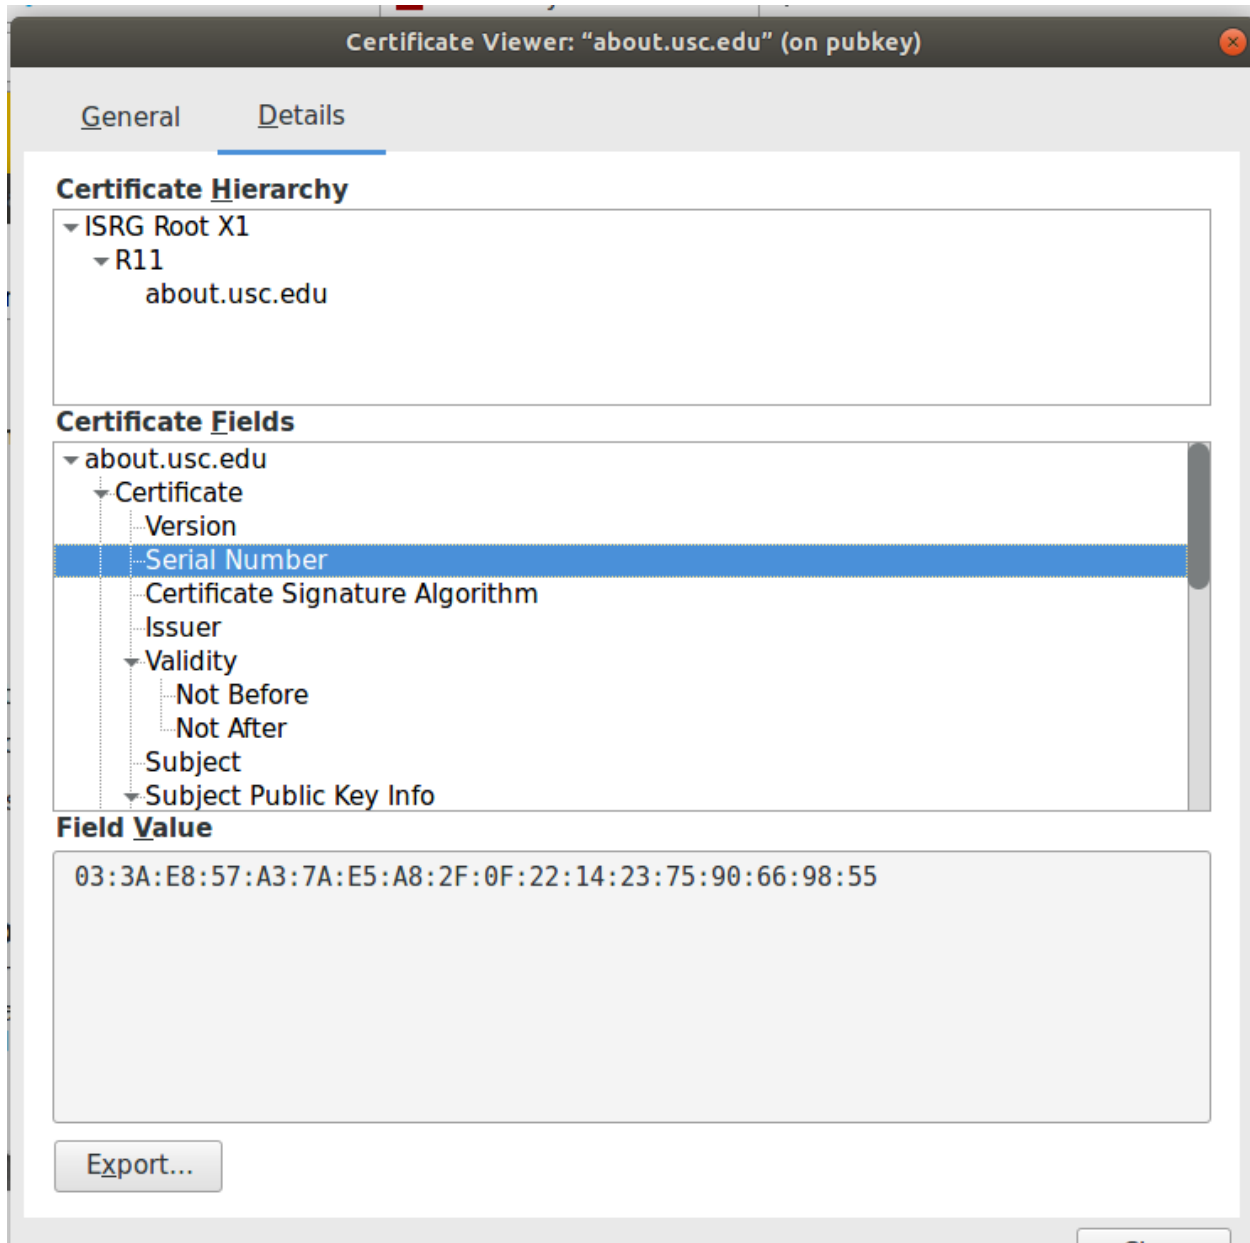 Certificate Viewer: “about.usc.edu” (on pubkey)
General Details
Certificate Hierarchy
ISRG Root X1
R11
about.usc.edu
Certificate Fields
about.usc.edu
Certificate
Version
Serial Number
Certificate Signature Algorithm
Issuer
Validity
Not Before
Not After
Subject
Subject Public Key Info
Field Value
03:3A:E8:57:A3:7A:E5:A8:2F:0F:22:14:23:75:90:66:98:55
Export...